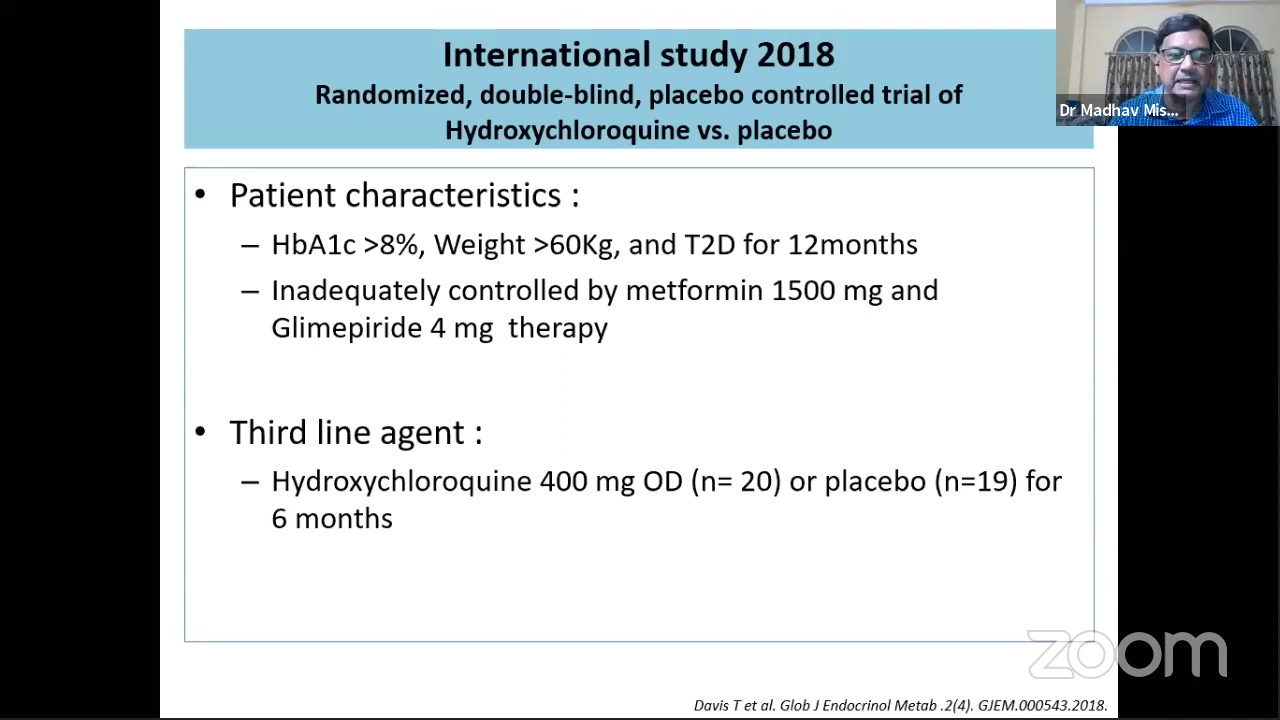 International study 2018
Randomized, double-blind, placebo controlled trial of
Hydroxychloroquine vs. placebo
Dr Madhav Mis...
• Patient characteristics :
– HbA1c >8%, Weight >60Kg, and T2D for 12months
– Inadequately controlled by metformin 1500 mg and
Glimepiride 4 mg  therapy
• Third line agent :
– Hydroxychloroquine 400 mg OD (n= 20) or placebo (n=19) for
6 months
zoom
Davis T et al. Glob J Endocrinol Metab .2(4). GJEM.000543.2018.